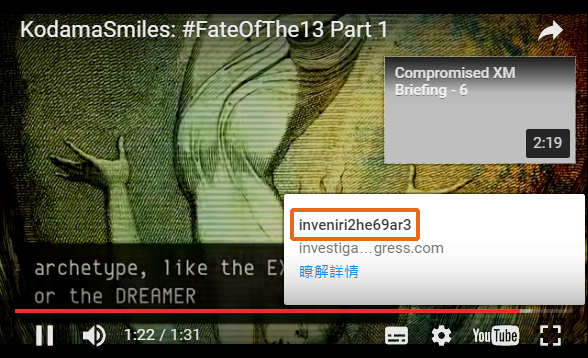 KodamaSmiles: #FateOfThe13 Part 1
Compromised XM
Briefing - 6
2:19
inveniri2he69ar3
investiga…gress.com
瞭解詳情
archetype, like the EX
or the DREAMER
1:22 / 1:31
YouTube